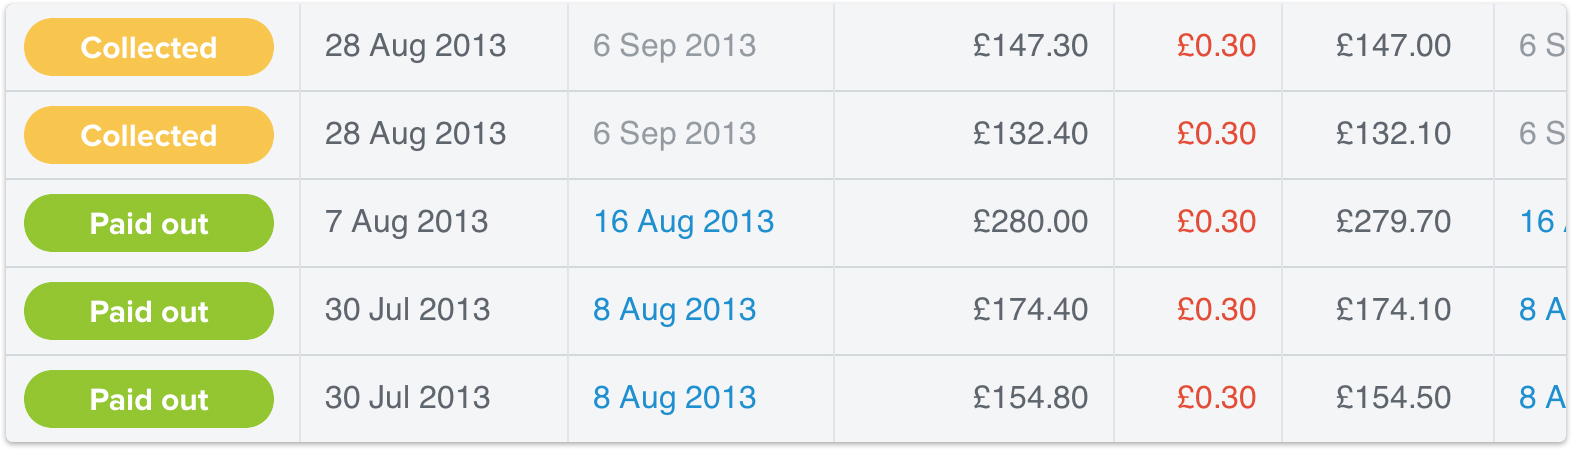 Collected 28 Aug 2013 6 Sep 2013 £147.30 £0.30 £147.00 6 S
Collected 28 Aug 2013 6 Sep 2013 £132.40 £0.30 £132.10 6 S
Paid out 7 Aug 2013 16 Aug 2013 £280.00 £0.30 £279.70 16
Paid out 30 Jul 2013 8 Aug 2013 £174.40 £0.30 £174.10 8 A
Paid out 30 Jul 2013 8 Aug 2013 £154.80 £0.30 £154.50 8 A